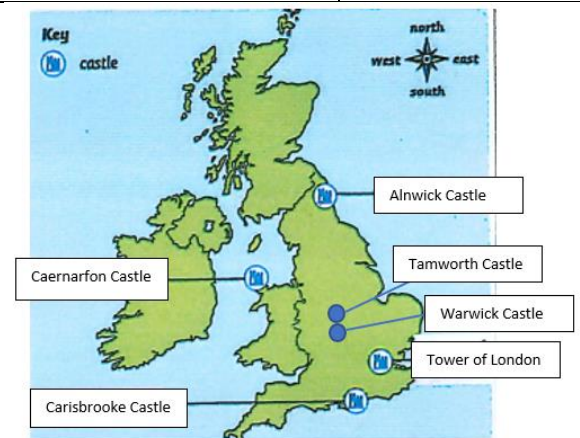 Key
castle
north
west east
south
Alnwick Castle
Tamworth Castle
Caernarfon Castle
Warwick Castle
Tower of London
Carisbrooke Castle